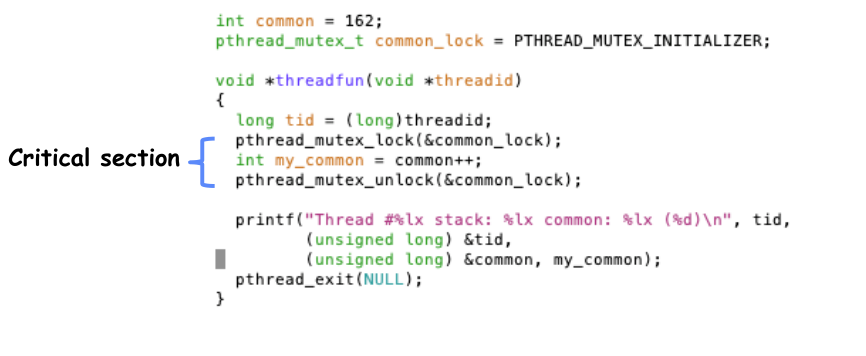 int common = 162;
pthread_mutex_t common_lock = PTHREAD_MUTEX_INITIALIZER;
void *threadfun(void *threadid)
{
long tid = (long)threadid;
pthread_mutex_lock(&common_lock);
Critical section
int my_common = common++;
pthread_mutex_unlock(&common_lock);
printf("Thread #%lx stack: %lx common: %lx (%d)\n", tid,
(unsigned long) &tid,
(unsigned long) &common, my_common);
pthread_exit(NULL);
}